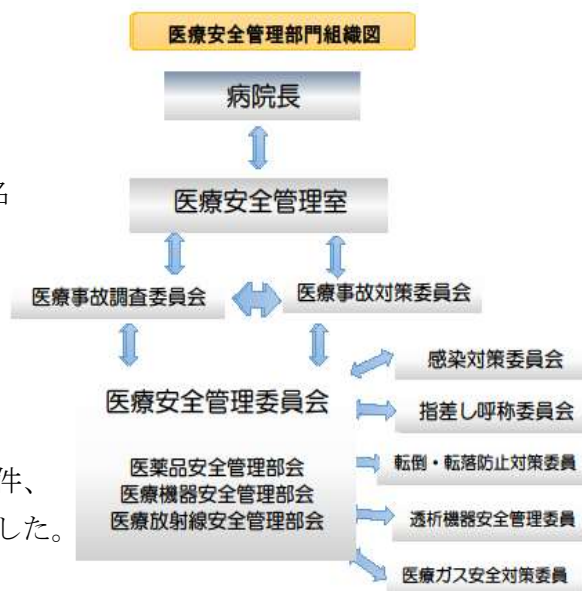 医療安全管理部門組織図
病院長
名
医療安全管理室
医療事故調査委員会
医療事故対策委員会
感染対策委員会
医療安全管理委員会
指差し呼称委員会
転倒・転落防止対策委員
医薬品安全管理部会
件、
医療機器安全管理部会
医療放射線安全管理部会
した。
透析機器安全管理委員
医療ガス安全対策委員